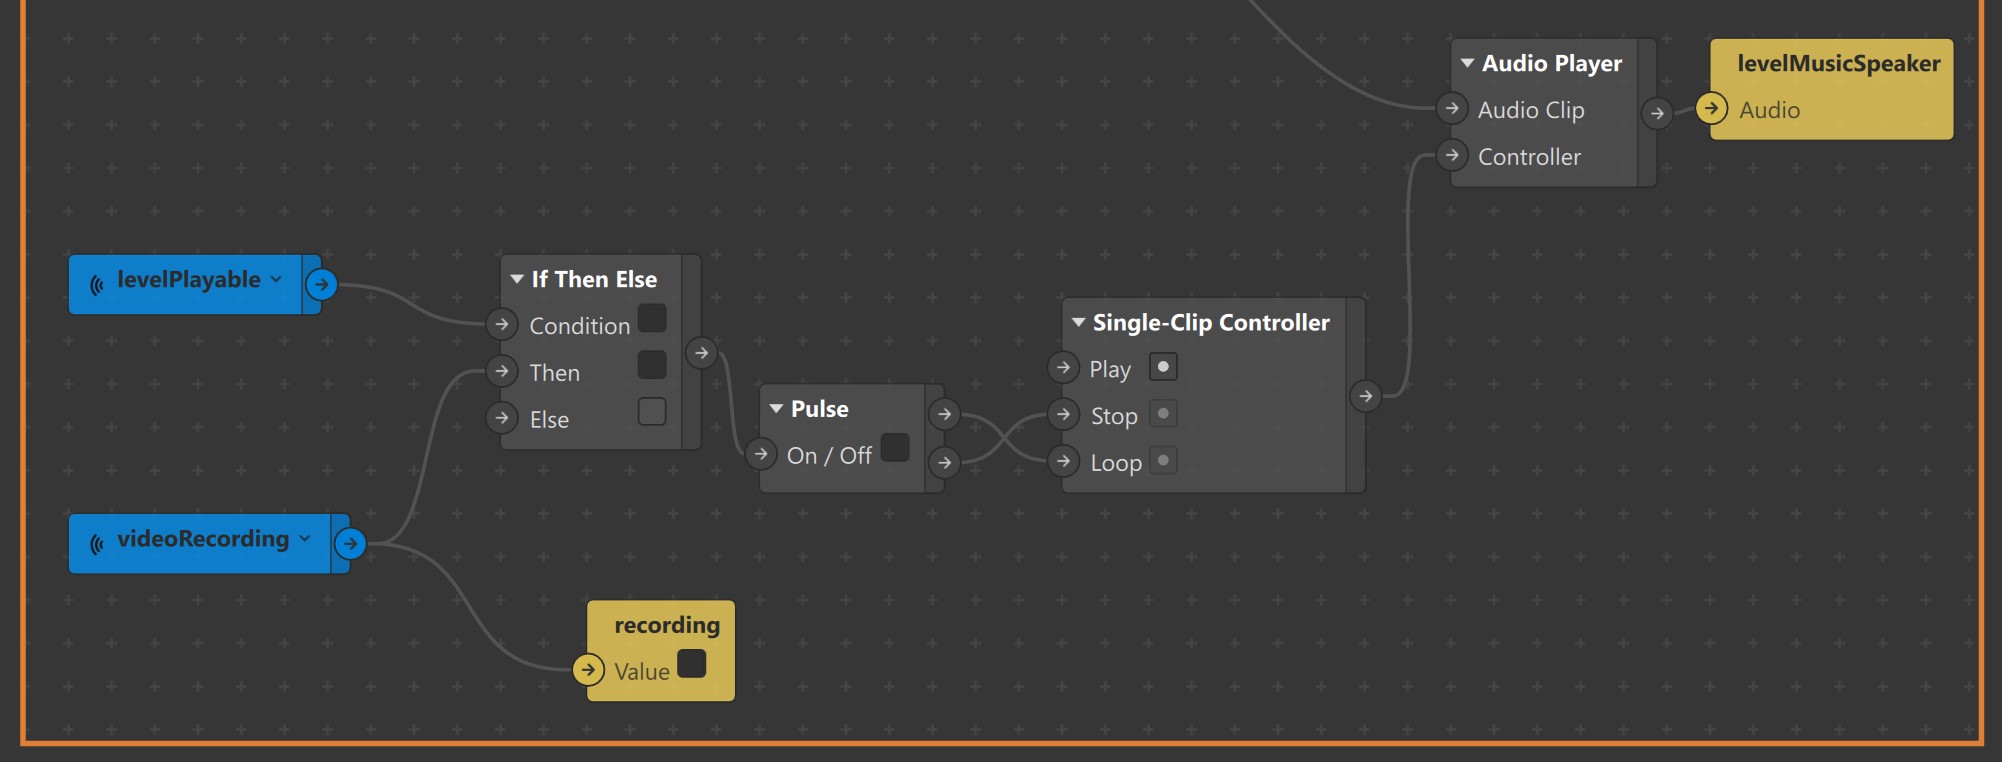 Audio Player
Audio Clip
Controller
levelMusicSpeaker
Audio
levelPlayable
If Then Else
Condition
Then
Else
Pulse
On / Off
Single-Clip Controller
Play
Stop
Loop
videoRecording
recording
Value